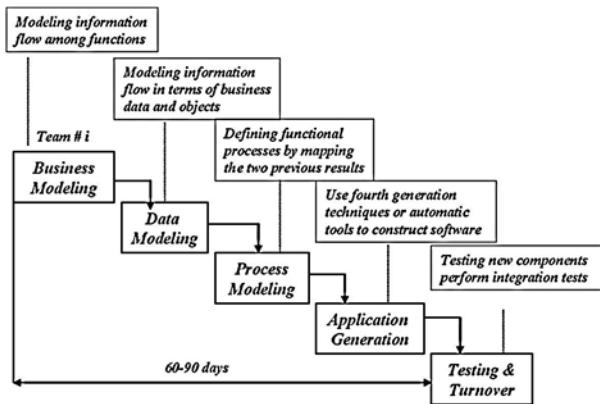 Modeling information
flow among functions
Modeling information
flow in terms of business
data and objects
Team # i
Defining functional
processes by mapping
the two previous results
Business
Modeling
Use fourth generation
techniques or automatic
tools to construct software
Data
Modeling
Testing new components
perform integration tests
Process
Modeling
Application
Generation
60-90 days
Testing &
Turnover